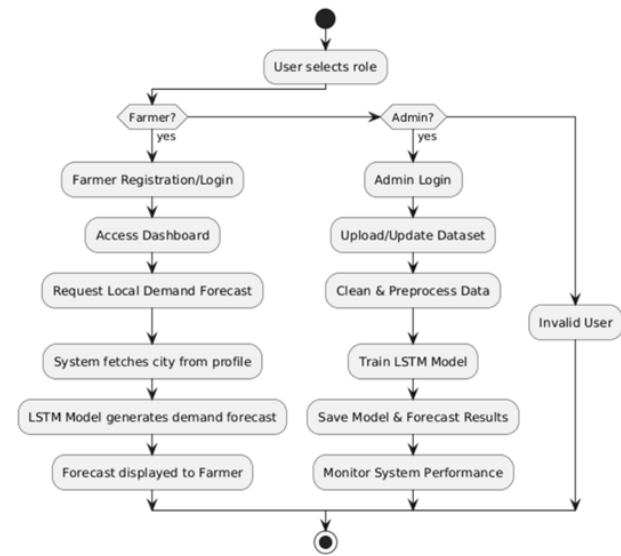 User selects role
Farmer?
yes
Admin?
yes
Farmer Registration/Login
Admin Login
Access Dashboard
Upload/Update Dataset
Request Local Demand Forecast
Clean & Preprocess Data
Invalid User
System fetches city from profile
Train LSTM Model
LSTM Model generates demand forecast
Save Model & Forecast Results
Forecast displayed to Farmer
Monitor System Performance